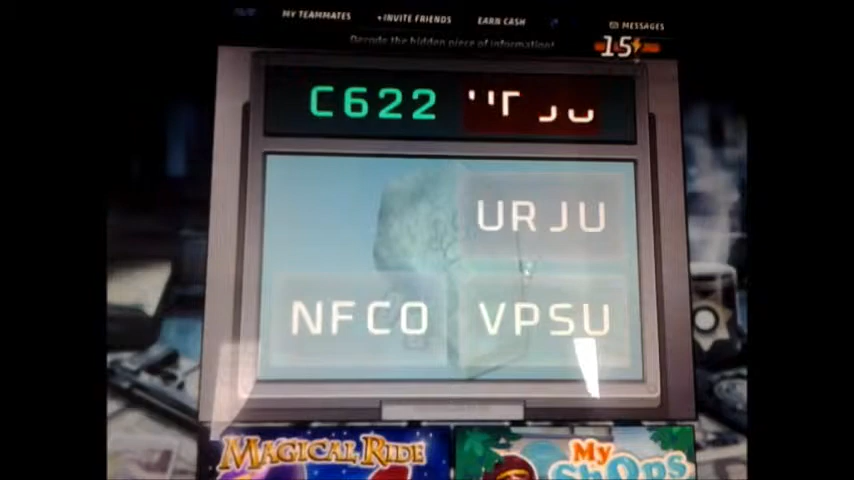 MY TEAMMATES +INVITE FRIENDS EARN CASH MESSAGES
Decode the hidden piece of information!
15
C622
URJU
NFCO VPSU
MAGICAL RIDE
My Shops